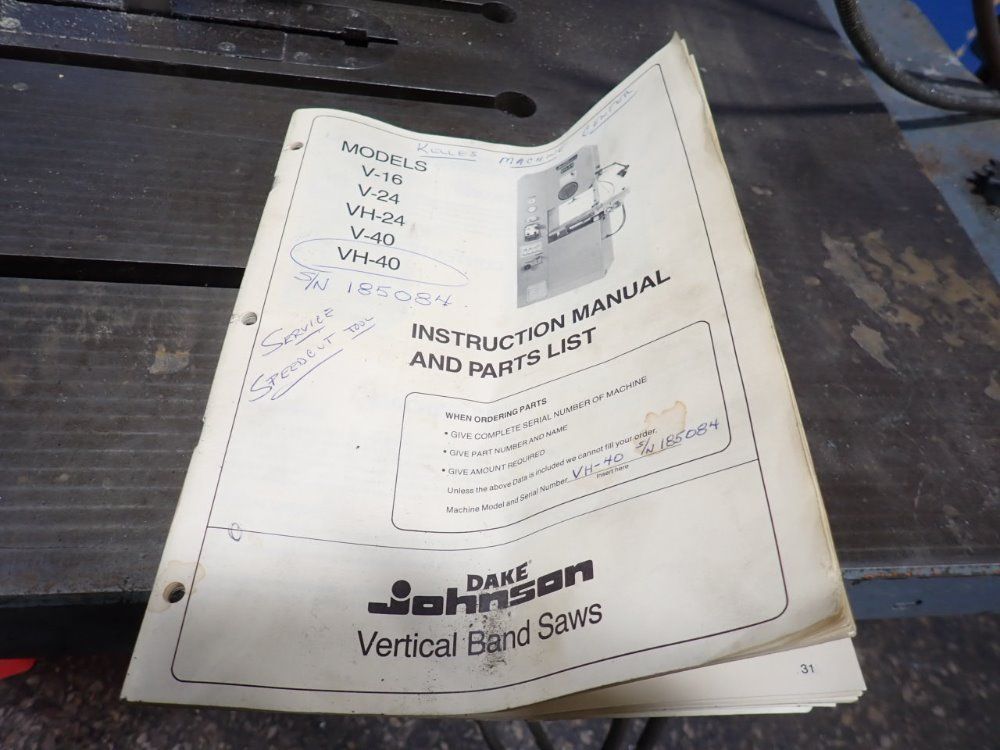 KELLES MACHINE CENTER
MODELS
V-16
V-24
VH-24
V-40
VH-40
S/N 185084
SERVICE
SPEEDCUT TOOL
INSTRUCTION MANUAL
AND PARTS LIST
WHEN ORDERING PARTS
• GIVE COMPLETE SERIAL NUMBER OF MACHINE
• GIVE PART NUMBER AND NAME
• GIVE AMOUNT REQUIRED
Unless the above Data is included we cannot fill your order.
Machine Model and Serial Number VH-40 S/N 185084
Insert here
DAKE
Johnson
Vertical Band Saws
31